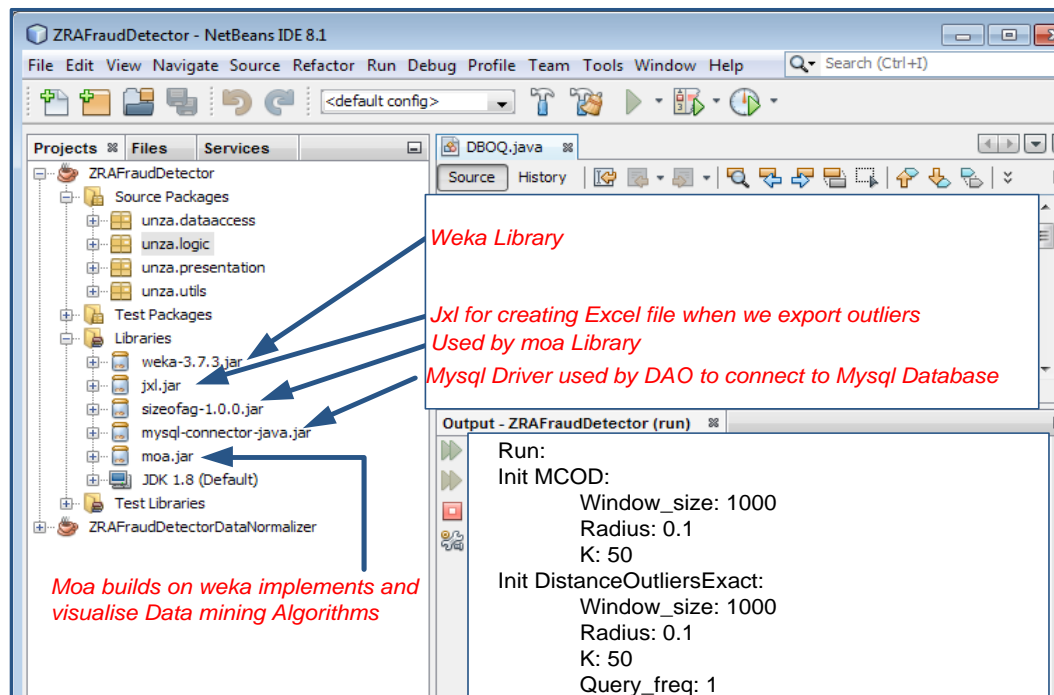 ZRAFraudDetector - NetBeans IDE 8.1
File Edit View Navigate Source Refactor Run Debug Profile Team Tools Window Help
Search (Ctrl+I)
<default config>
Projects Files Services
DBOQ.java
Source History
ZRAFraudDetector
Source Packages
unza.dataaccess
unza.logic
unza.presentation
unza.utils
Test Packages
Libraries
weka-3.7.3.jar
jxl.jar
sizeofag-1.0.0.jar
mysql-connector-java.jar
moa.jar
JDK 1.8 (Default)
Test Libraries
ZRAFraudDetectorDataNormalizer
Weka Library
Jxl for creating Excel file when we export outliers
Used by moa Library
Mysql Driver used by DAO to connect to Mysql Database
Moa builds on weka implements and
visualise Data mining Algorithms
Output - ZRAFraudDetector (run)
Run:
Init MCOD:
Window_size: 1000
Radius: 0.1
K: 50
Init DistanceOutliersExact:
Window_size: 1000
Radius: 0.1
K: 50
Query_freq: 1